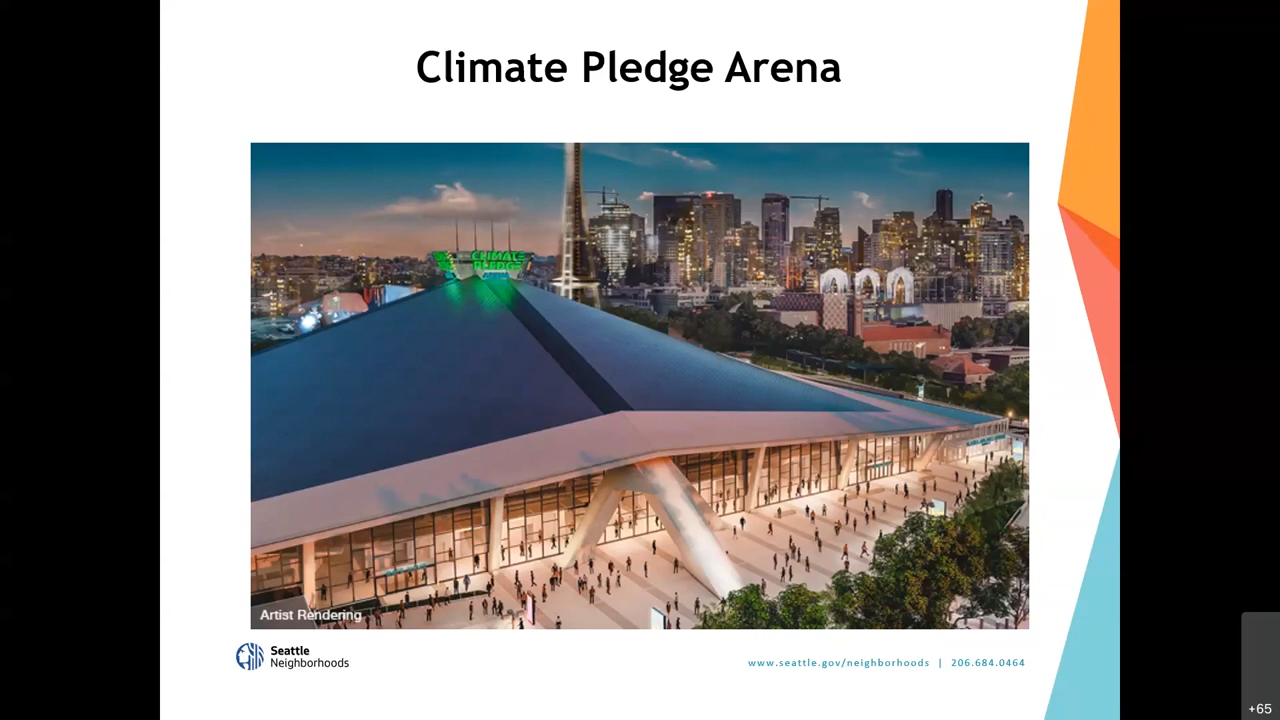 Climate Pledge Arena
CLIMATE
PLEDGE
Artist Rendering
Seattle
Neighborhoods
www.seattle.gov/neighborhoods | 206.684.0464
+65